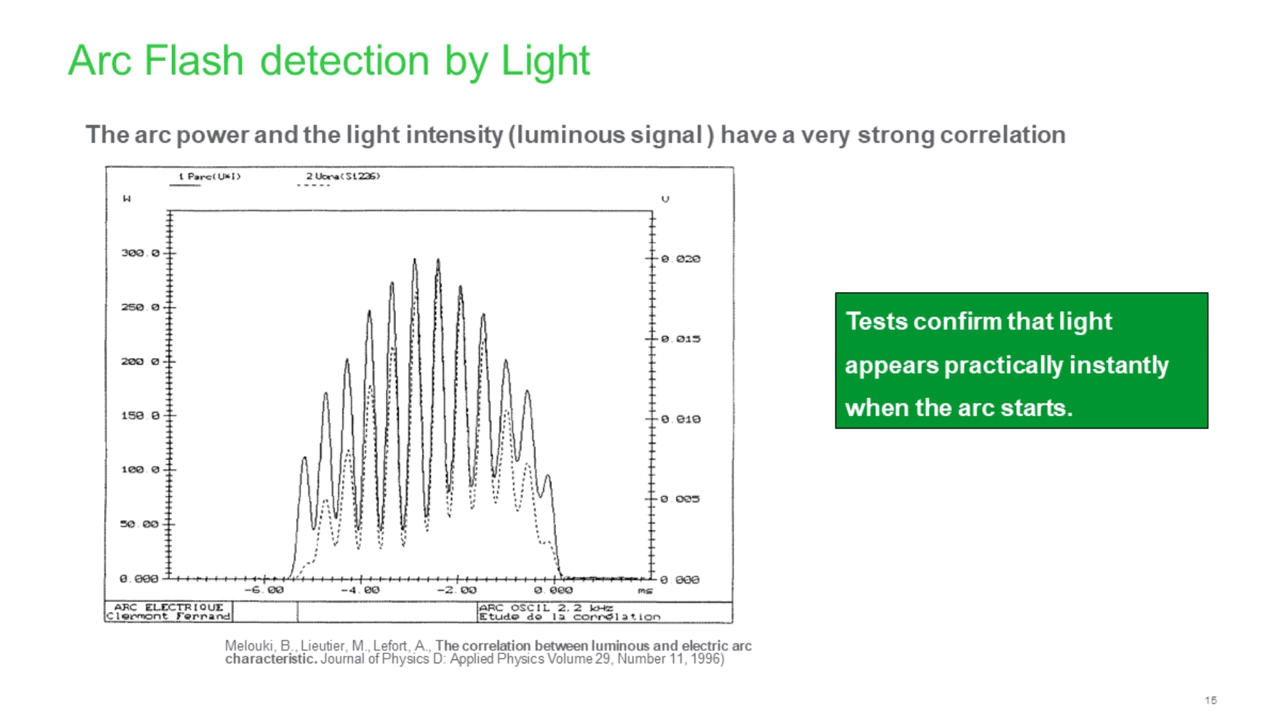 Arc Flash detection by Light
The arc power and the light intensity (luminous signal ) have a very strong correlation
1 Parc(U*I)
2 Uona(S1226)
W
U
300.0
250.0
200 0
150 0
100 0
50.00
0.000
0.020
0.015
0.010
0 005
0.000
-6.00
-4.00
-2.00
0.000
ms
ARC ELECTRIQUE
Clermont Ferrand
ARC OSCIL 2.2 kHz
Etude de la corrélation
Tests confirm that light
appears practically instantly
when the arc starts.
Melouki, B., Lieutier, M., Lefort, A., The correlation between luminous and electric arc
characteristic. Journal of Physics D: Applied Physics Volume 29, Number 11, 1996)
15